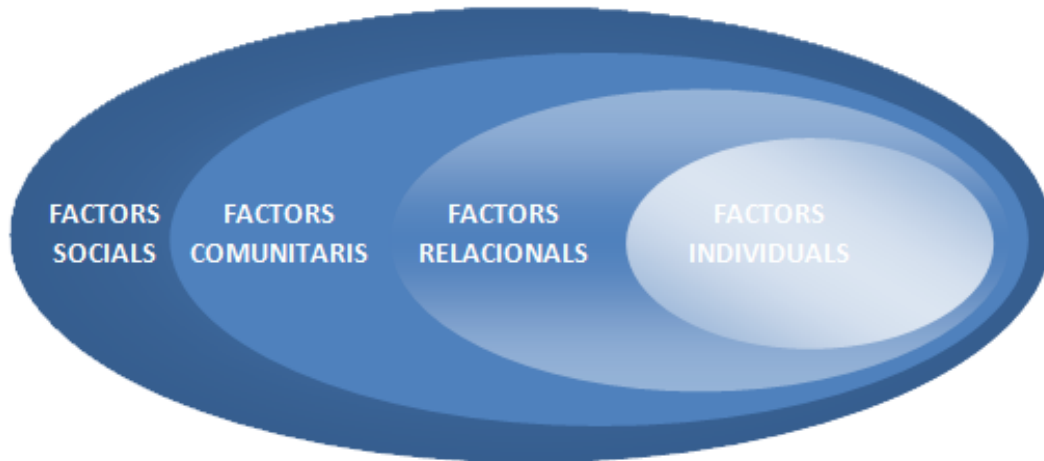 FACTORS
SOCIALS
FACTORS
COMUNITARIS
FACTORS
RELACIONALS
FACTORS
INDIVIDUALS